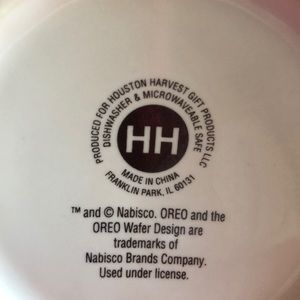 PRODUCED FOR HOUSTON HARVEST GIFT PRODUCTS LLC
DISHWASHER & MICROWAVEABLE SAFE
HH
MADE IN CHINA
FRANKLIN PARK, IL 60131
™ and © Nabisco. OREO and the
OREO Wafer Design are
trademarks of
Nabisco Brands Company.
Used under license.